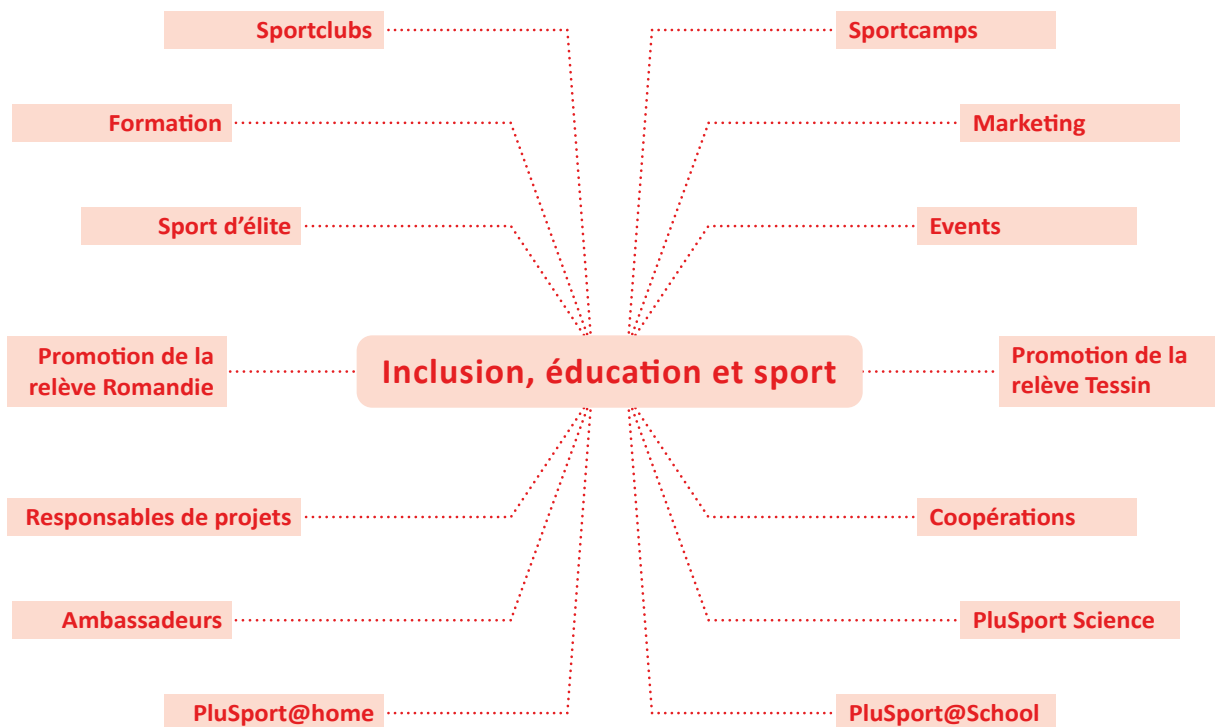 Sportclubs
Sportcamps
Formation
Marketing
Sport d’élite
Events
Promotion de la
relève Romandie
Inclusion, éducation et sport
Promotion de la
relève Tessin
Responsables de projets
Coopérations
Ambassadeurs
PluSport Science
PluSport@home
PluSport@School